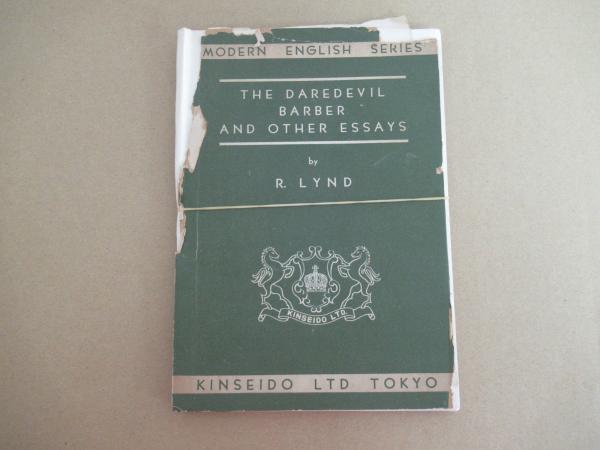 MODERN ENGLISH SERIES
THE DAREDEVIL
BARBER
AND OTHER ESSAYS
by
R. LYND
KINSEIDO LTD.
KINSEIDO LTD TOKYO